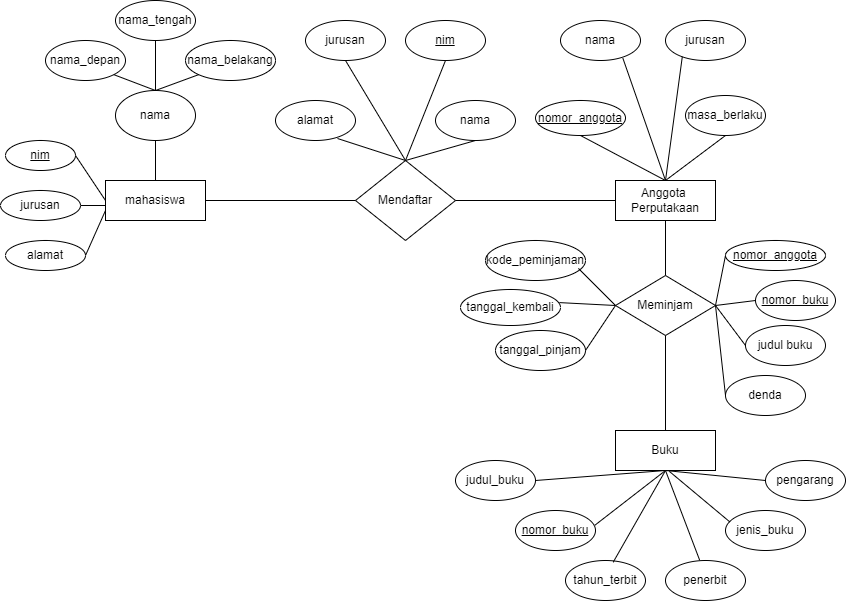 nama_tengah
nama_depan
nama_belakang
nama
nim
jurusan
alamat
mahasiswa
jurusan
nim
alamat
nama
Mendaftar
nama
jurusan
nomor_anggota
masa_berlaku
Anggota
Perputakaan
kode_peminjaman
tanggal_kembali
tanggal_pinjam
Meminjam
nomor_anggota
nomor_buku
judul buku
denda
Buku
judul_buku
nomor_buku
tahun_terbit
penerbit
jenis_buku
pengarang